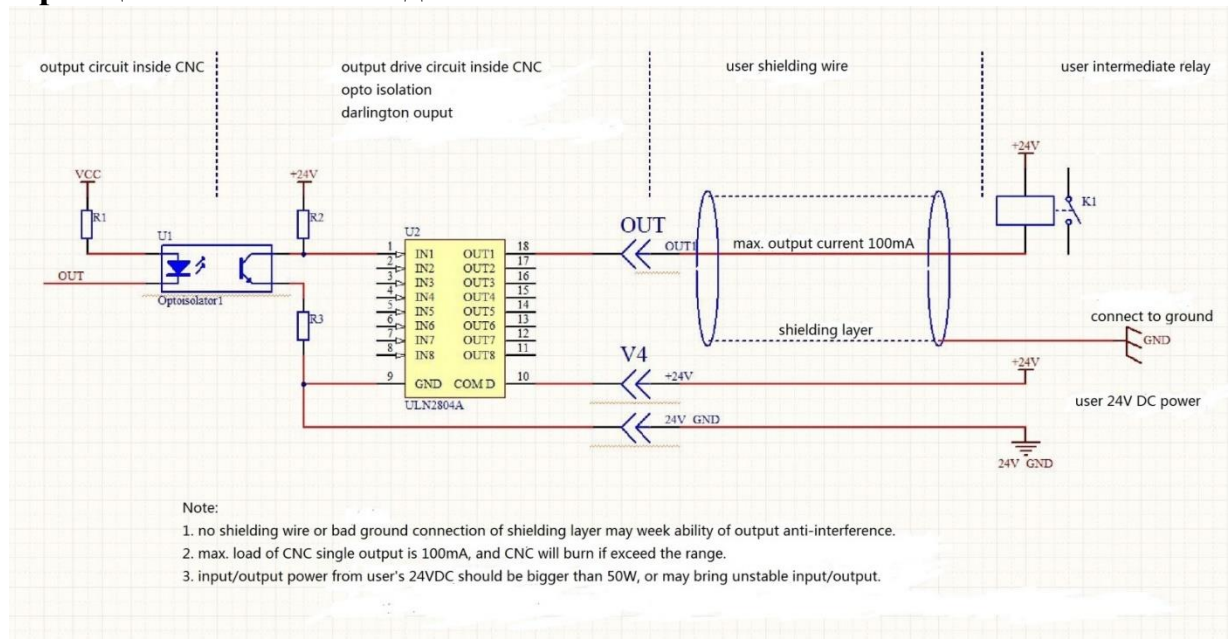 output circuit inside CNC
output drive circuit inside CNC
opto isolation
darlington ouput
user shielding wire
user intermediate relay
VCC
+24V
+24V
R1
R2
K1
U1
U2
OUT
1 IN1 OUT1 18
2 IN2 OUT2 17
3 IN3 OUT3 16
4 IN4 OUT4 15
5 IN5 OUT5 14
6 IN6 OUT6 13
7 IN7 OUT7 12
8 IN8 OUT8 11
9 GND COM D 10
ULN2804A
OUT
OUT1
max. output current 100mA
Optoisolator1
R3
shielding layer
connect to ground
GND
V4
+24V
+24V
user 24V DC power
24V GND
24V GND
Note:
1. no shielding wire or bad ground connection of shielding layer may week ability of output anti-interference.
2. max. load of CNC single output is 100mA, and CNC will burn if exceed the range.
3. input/output power from user's 24VDC should be bigger than 50W, or may bring unstable input/output.